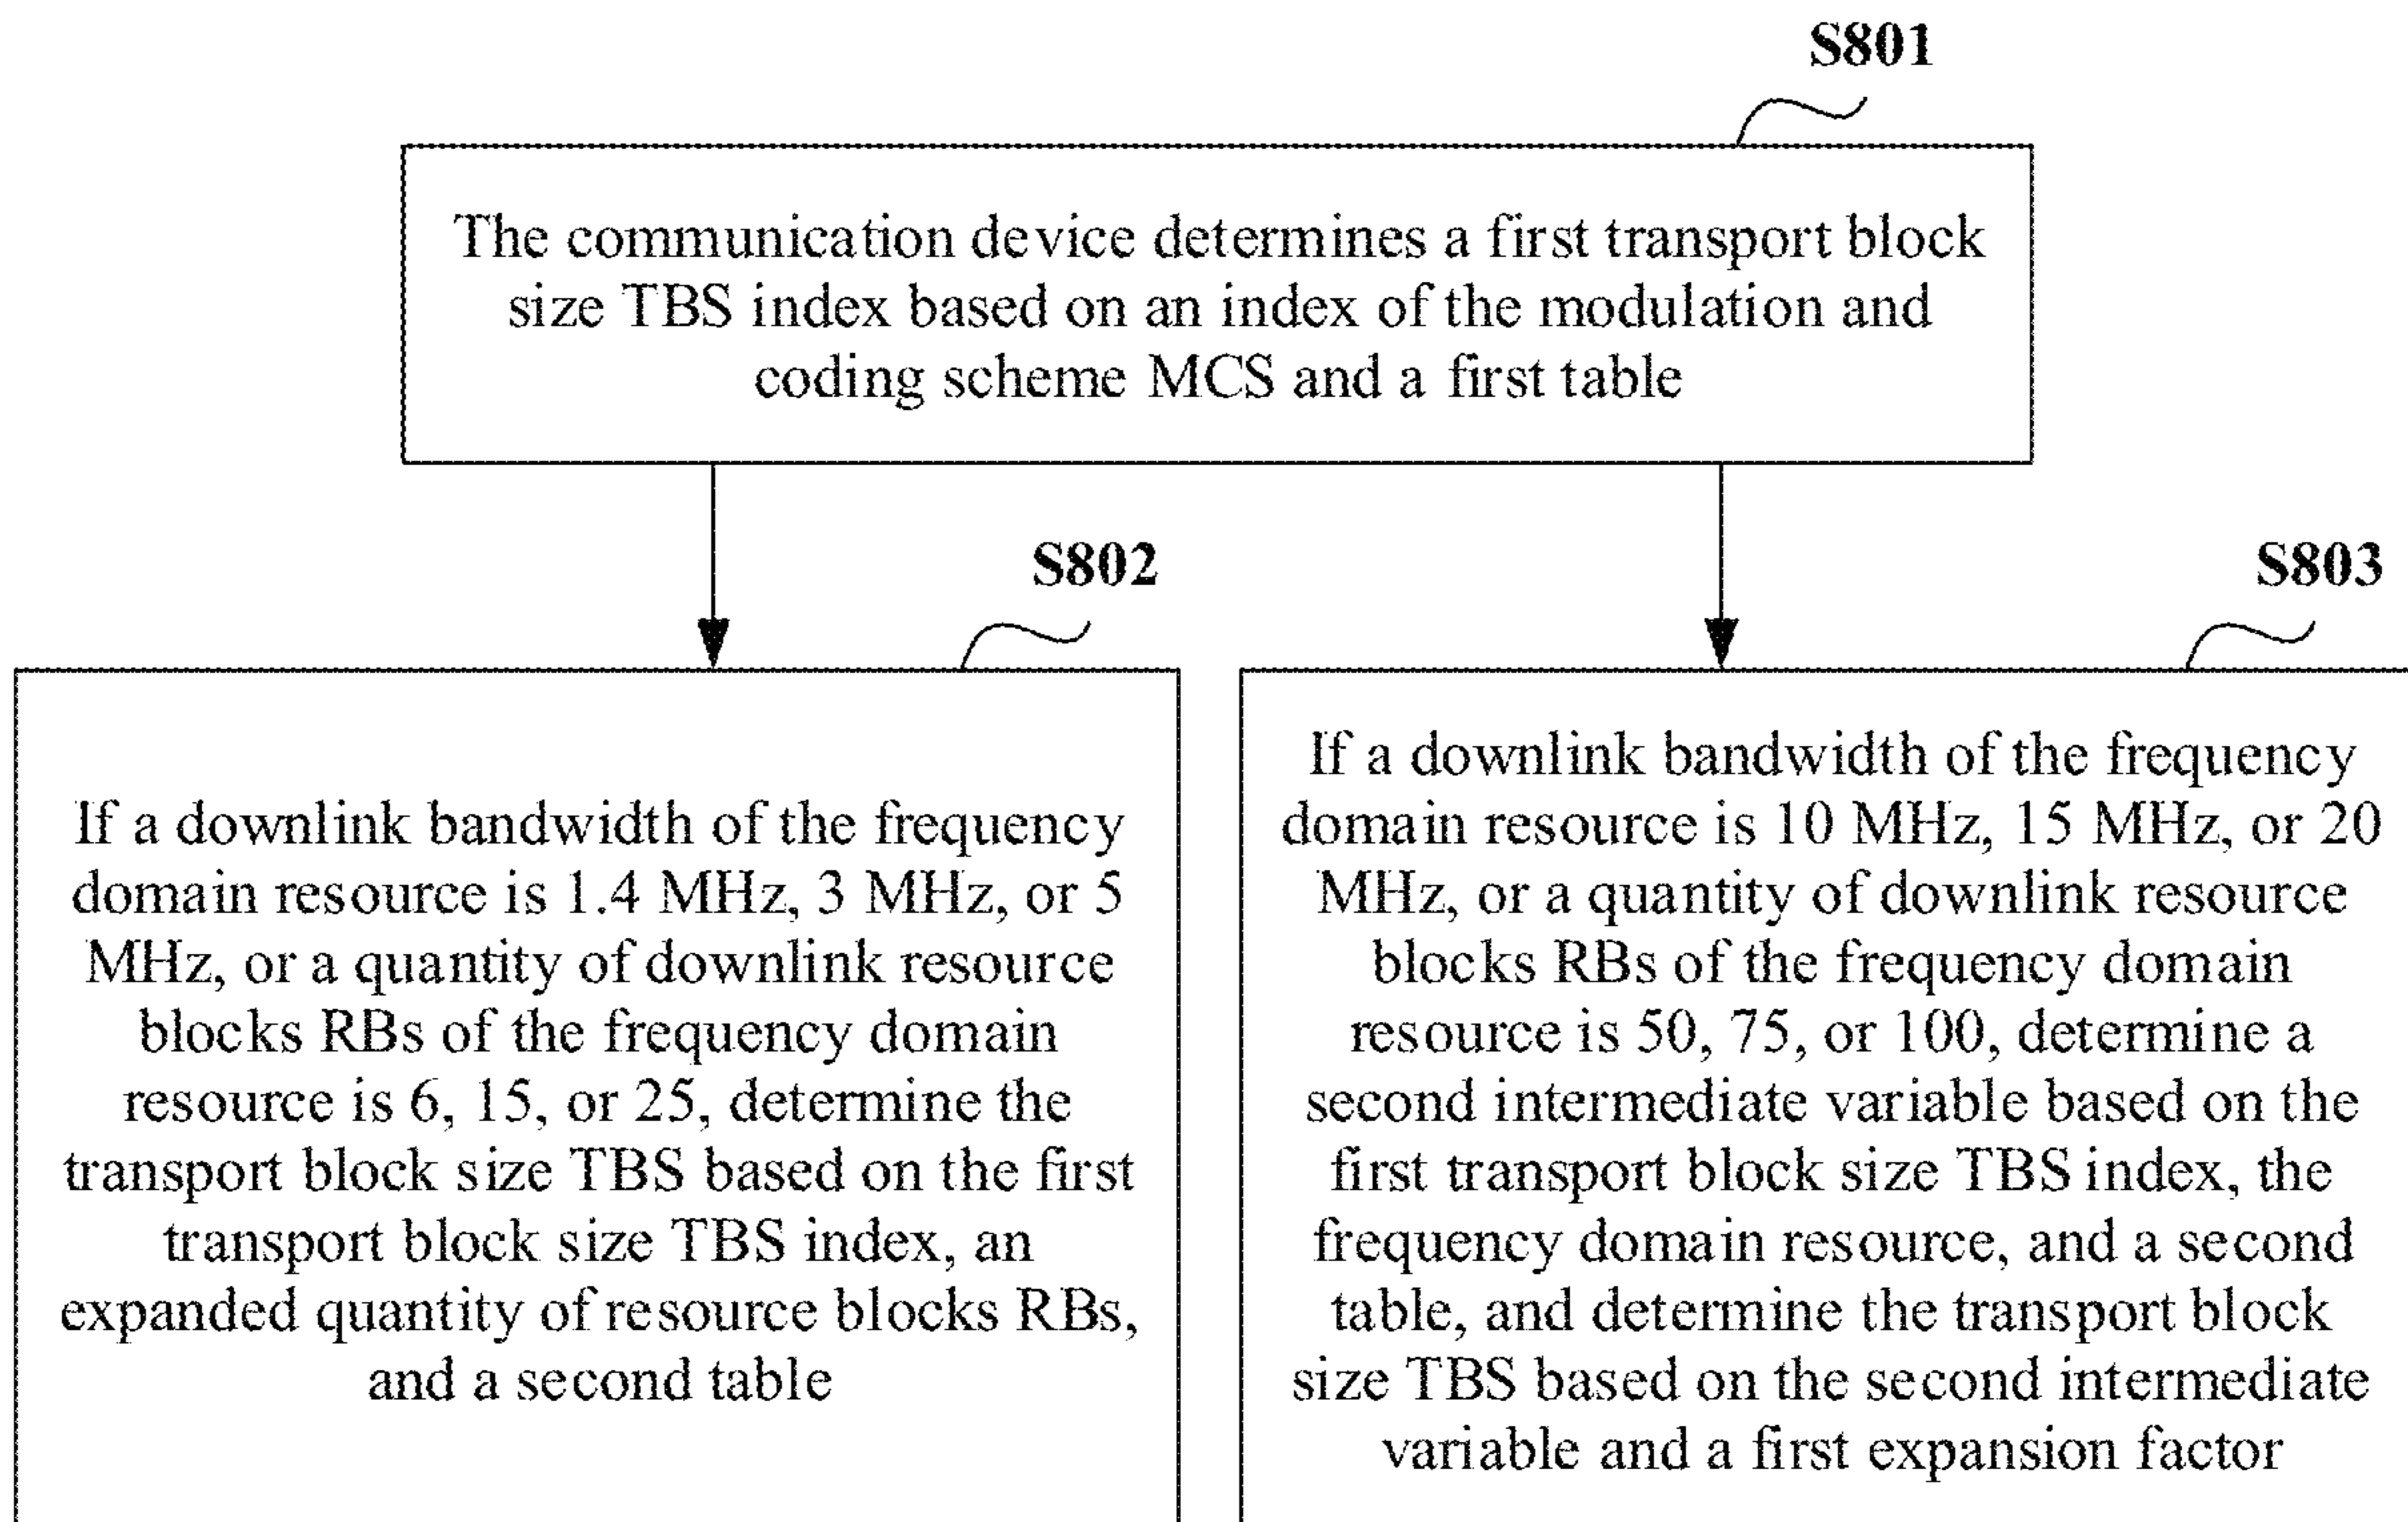 S801
The communication device determines a first transport block
size TBS index based on an index of the modulation and
coding scheme MCS and a first table
S802
If a downlink bandwidth of the frequency
domain resource is 1.4 MHz, 3 MHz, or 5
MHz, or a quantity of downlink resource
blocks RBs of the frequency domain
resource is 6, 15, or 25, determine the
transport block size TBS based on the first
transport block size TBS index, an
expanded quantity of resource blocks RBs,
and a second table
S803
If a downlink bandwidth of the frequency
domain resource is 10 MHz, 15 MHz, or 20
MHz, or a quantity of downlink resource
blocks RBs of the frequency domain
resource is 50, 75, or 100, determine a
second intermediate variable based on the
first transport block size TBS index, the
frequency domain resource, and a second
table, and determine the transport block
size TBS based on the second intermediate
variable and a first expansion factor